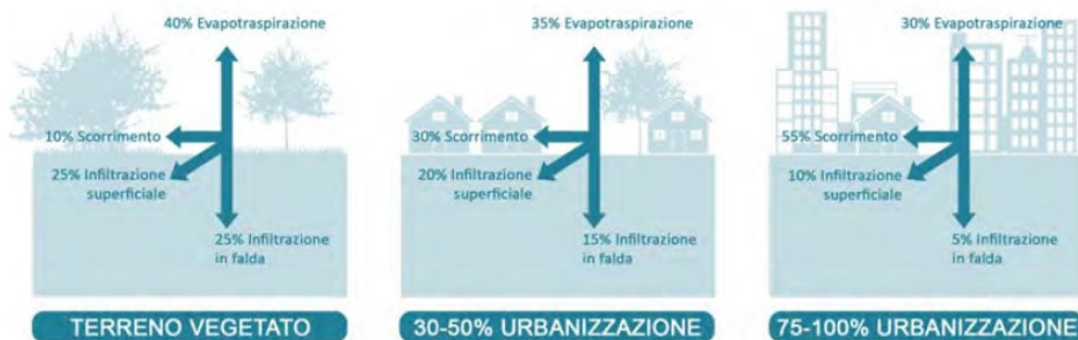 40% Evapotraspirazione
10% Scorrimento
25% Infiltrazione
superficiale
25% Infiltrazione
in falda
TERRENO VEGETATO
35% Evapotraspirazione
30% Scorrimento
20% Infiltrazione
superficiale
15% Infiltrazione
in falda
30-50% URBANIZZAZIONE
30% Evapotraspirazione
55% Scorrimento
10% Infiltrazione
superficiale
5% Infiltrazione
in falda
75-100% URBANIZZAZIONE